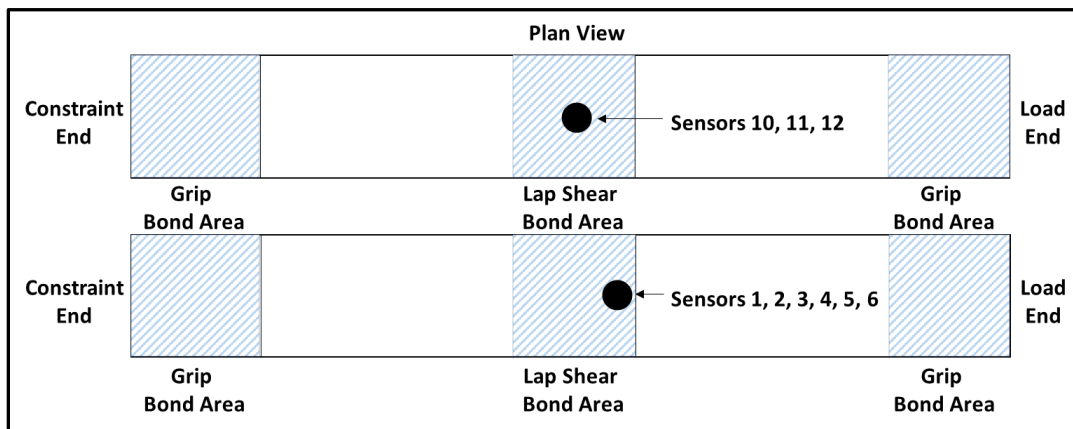 Plan View
Constraint
End
Sensors 10, 11, 12
Load
End
Grip
Bond Area
Lap Shear
Bond Area
Grip
Bond Area
Constraint
End
Sensors 1, 2, 3, 4, 5, 6
Load
End
Grip
Bond Area
Lap Shear
Bond Area
Grip
Bond Area